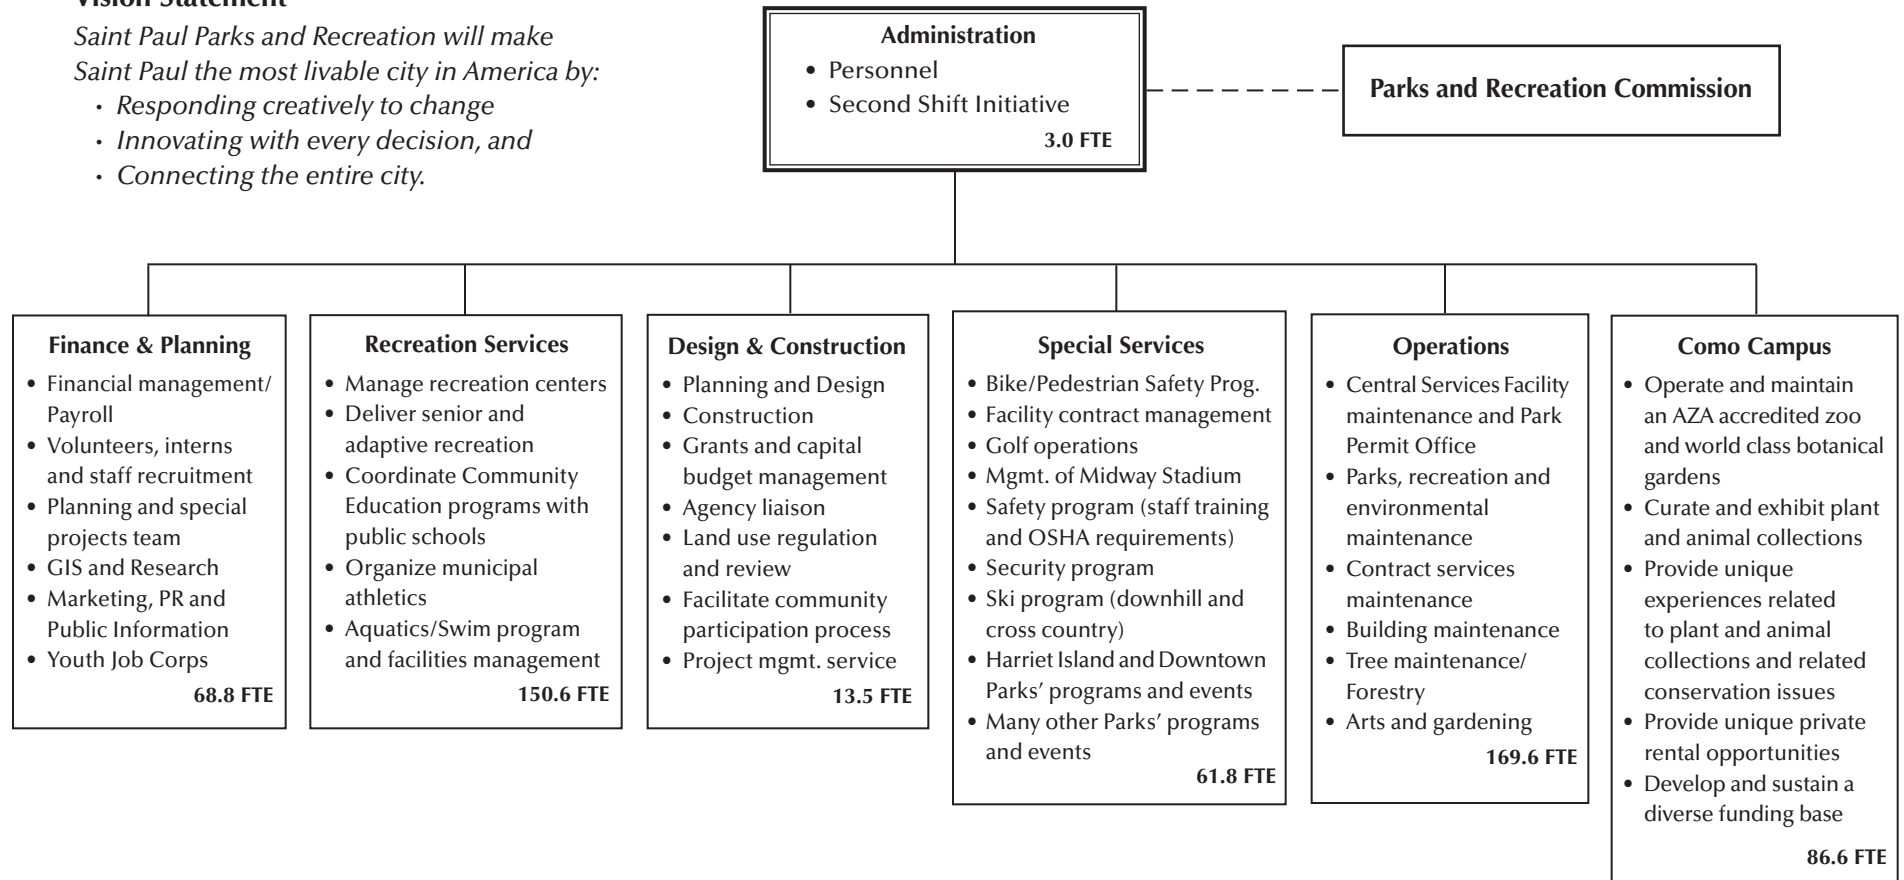 Vision Statement
Saint Paul Parks and Recreation will make
Saint Paul the most livable city in America by:
· Responding creatively to change
· Innovating with every decision, and
· Connecting the entire city.
Administration
• Personnel
• Second Shift Initiative
3.0 FTE
Parks and Recreation Commission
Finance & Planning
• Financial management/
Payroll
• Volunteers, interns
and staff recruitment
• Planning and special
projects team
• GIS and Research
• Marketing, PR and
Public Information
• Youth Job Corps
68.8 FTE
Recreation Services
• Manage recreation centers
• Deliver senior and
adaptive recreation
• Coordinate Community
Education programs with
public schools
• Organize municipal
athletics
• Aquatics/Swim program
and facilities management
150.6 FTE
Design & Construction
• Planning and Design
• Construction
• Grants and capital
budget management
• Agency liaison
• Land use regulation
and review
• Facilitate community
participation process
• Project mgmt. service
13.5 FTE
Special Services
• Bike/Pedestrian Safety Prog.
• Facility contract management
• Golf operations
• Mgmt. of Midway Stadium
• Safety program (staff training
and OSHA requirements)
• Security program
• Ski program (downhill and
cross country)
• Harriet Island and Downtown
Parks' programs and events
• Many other Parks' programs
and events
61.8 FTE
Operations
• Central Services Facility
maintenance and Park
Permit Office
• Parks, recreation and
environmental
maintenance
• Contract services
maintenance
• Building maintenance
• Tree maintenance/
Forestry
• Arts and gardening
169.6 FTE
Como Campus
• Operate and maintain
an AZA accredited zoo
and world class botanical
gardens
• Curate and exhibit plant
and animal collections
• Provide unique
experiences related
to plant and animal
collections and related
conservation issues
• Provide unique private
rental opportunities
• Develop and sustain a
diverse funding base
86.6 FTE